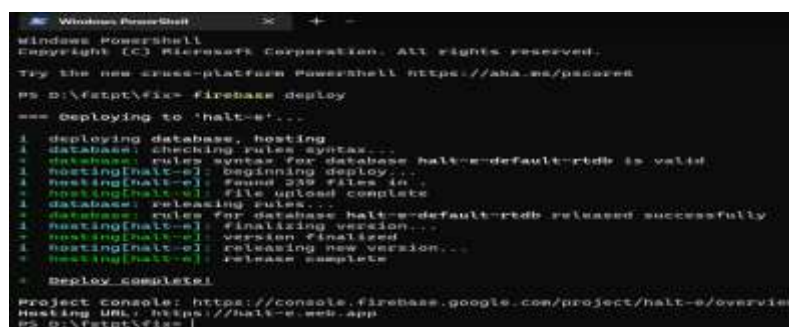 Windows PowerShell
Windows PowerShell
Copyright (C) Microsoft Corporation. All rights reserved.
Try the new cross-platform PowerShell https://aka.ms/pscore6
PS D:\fstpt\fix> firebase deploy
=== Deploying to 'halt-e'...
i deploying database, hosting
i database: checking rules syntax...
+ database: rules syntax for database halt-e-default-rtdb is valid
i hosting[halt-e]: beginning deploy...
i hosting[halt-e]: found 239 files in .
+ hosting[halt-e]: file upload complete
i database: releasing rules...
+ database: rules for database halt-e-default-rtdb released successfully
i hosting[halt-e]: finalizing version...
+ hosting[halt-e]: version finalized
i hosting[halt-e]: releasing new version...
+ hosting[halt-e]: release complete
+ Deploy complete!
Project Console: https://console.firebase.google.com/project/halt-e/overvie
Hosting URL: https://halt-e.web.app
PS D:\fstpt\fix>